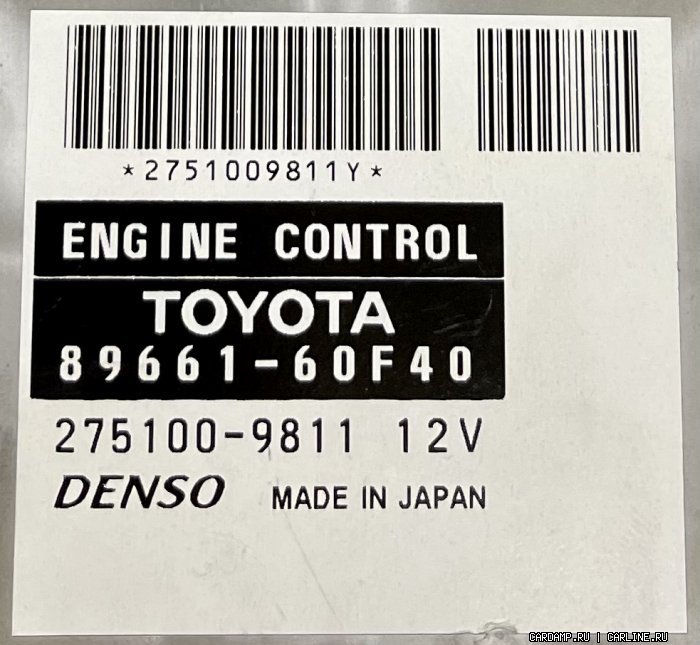 *2751009811Y*
ENGINE CONTROL
TOYOTA
89661-60F40
275100-9811 12V
DENSO MADE IN JAPAN
CARDAMP.RU | CARLINE.RU